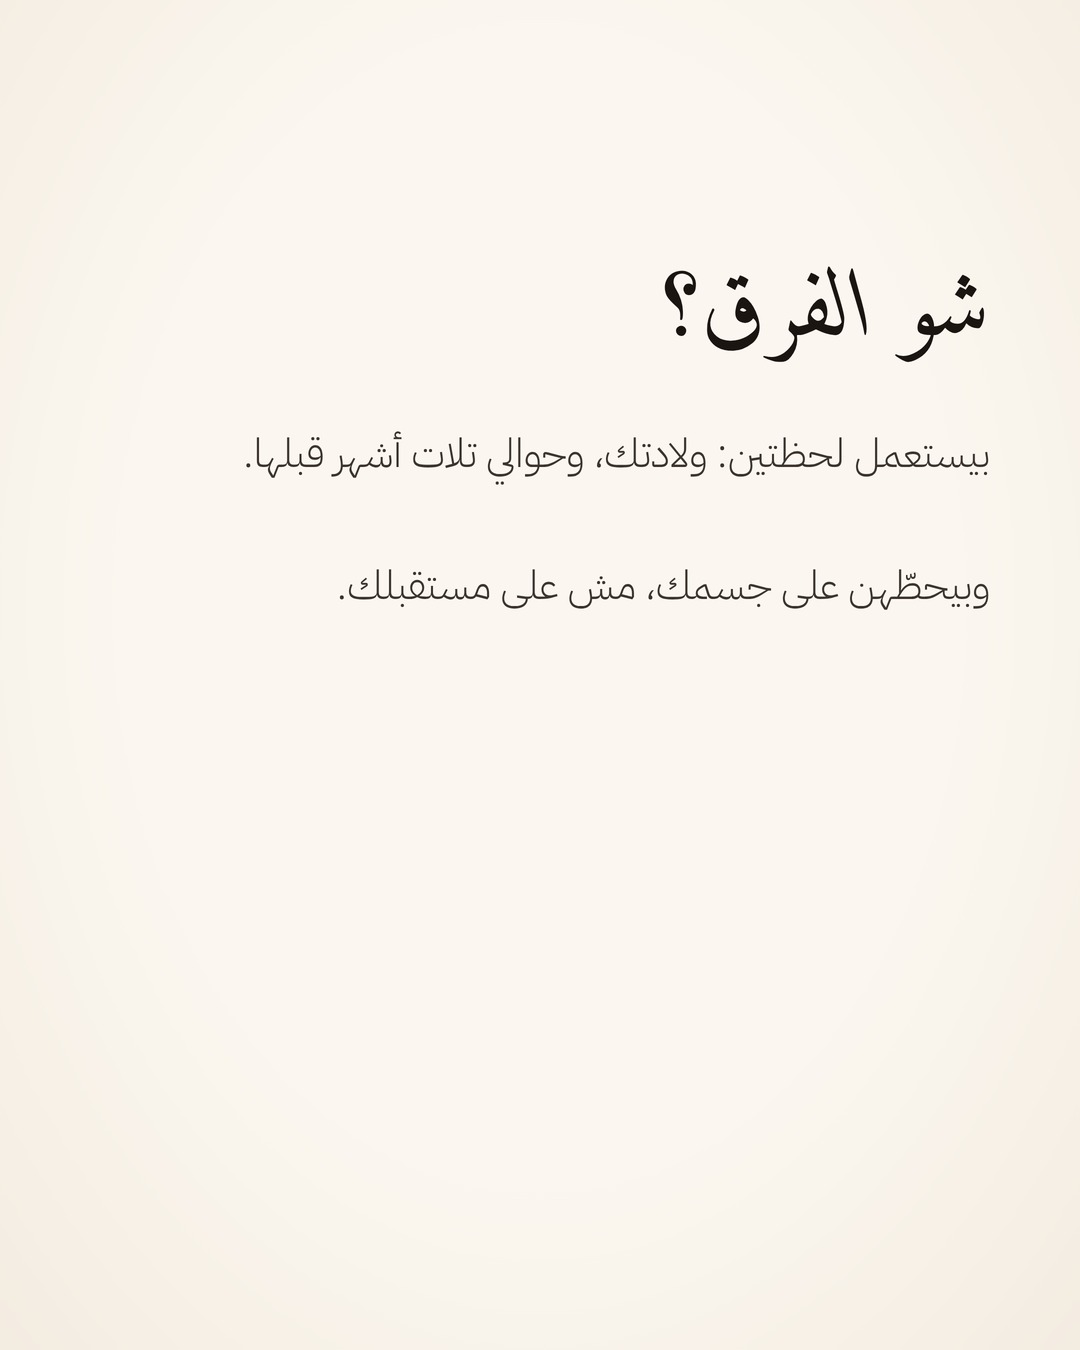 شو الفرق؟
بيستعمل لحظتين: ولادتك، وحوالي تلات أشهر قبلها.
وبيحطّهن على جسمك، مش على مستقبلك.